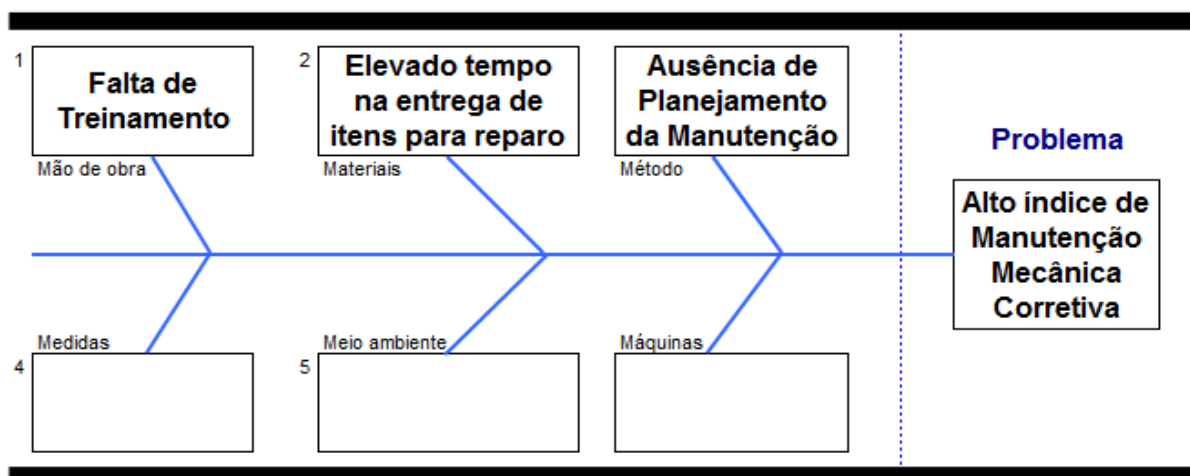 1
Falta de
Treinamento
Mão de obra
2
Elevado tempo
na entrega de
itens para reparo
Materiais
Ausência de
Planejamento
da Manutenção
Método
Problema
Alto índice de
Manutenção
Mecânica
Corretiva
Medidas
4
Meio ambiente
5
Máquinas